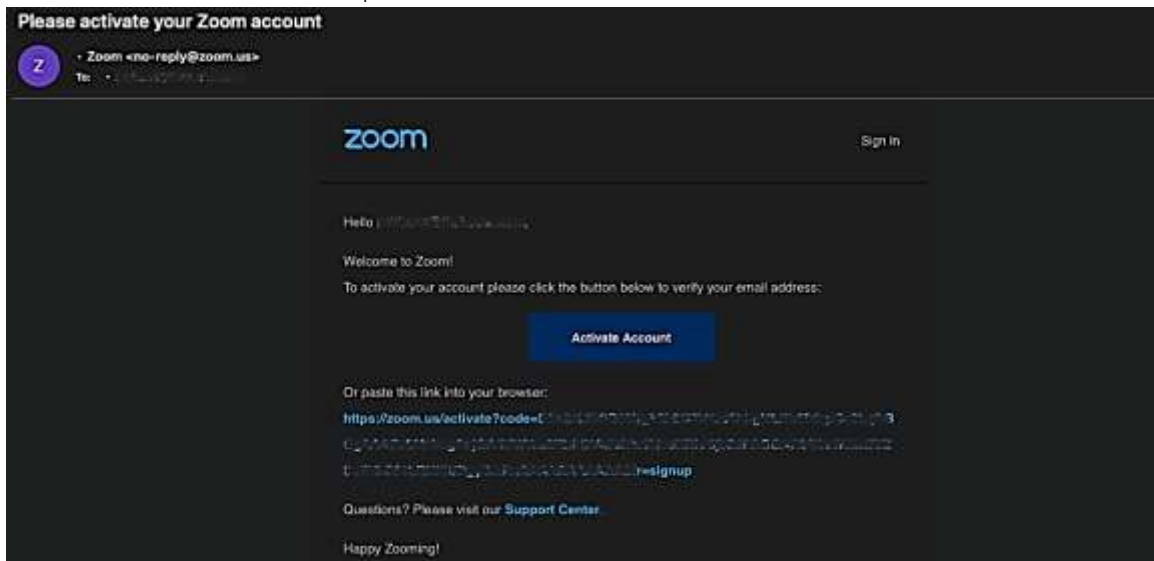 Please activate your Zoom account
Z
• Zoom <no-reply@zoom.us>
To: •
zoom
Sign In
Hello
Welcome to Zoom!
To activate your account please click the button below to verify your email address:
Activate Account
Or paste this link into your browser:
https://zoom.us/activate?code=
r=signup
Questions? Please visit our Support Center.
Happy Zooming!